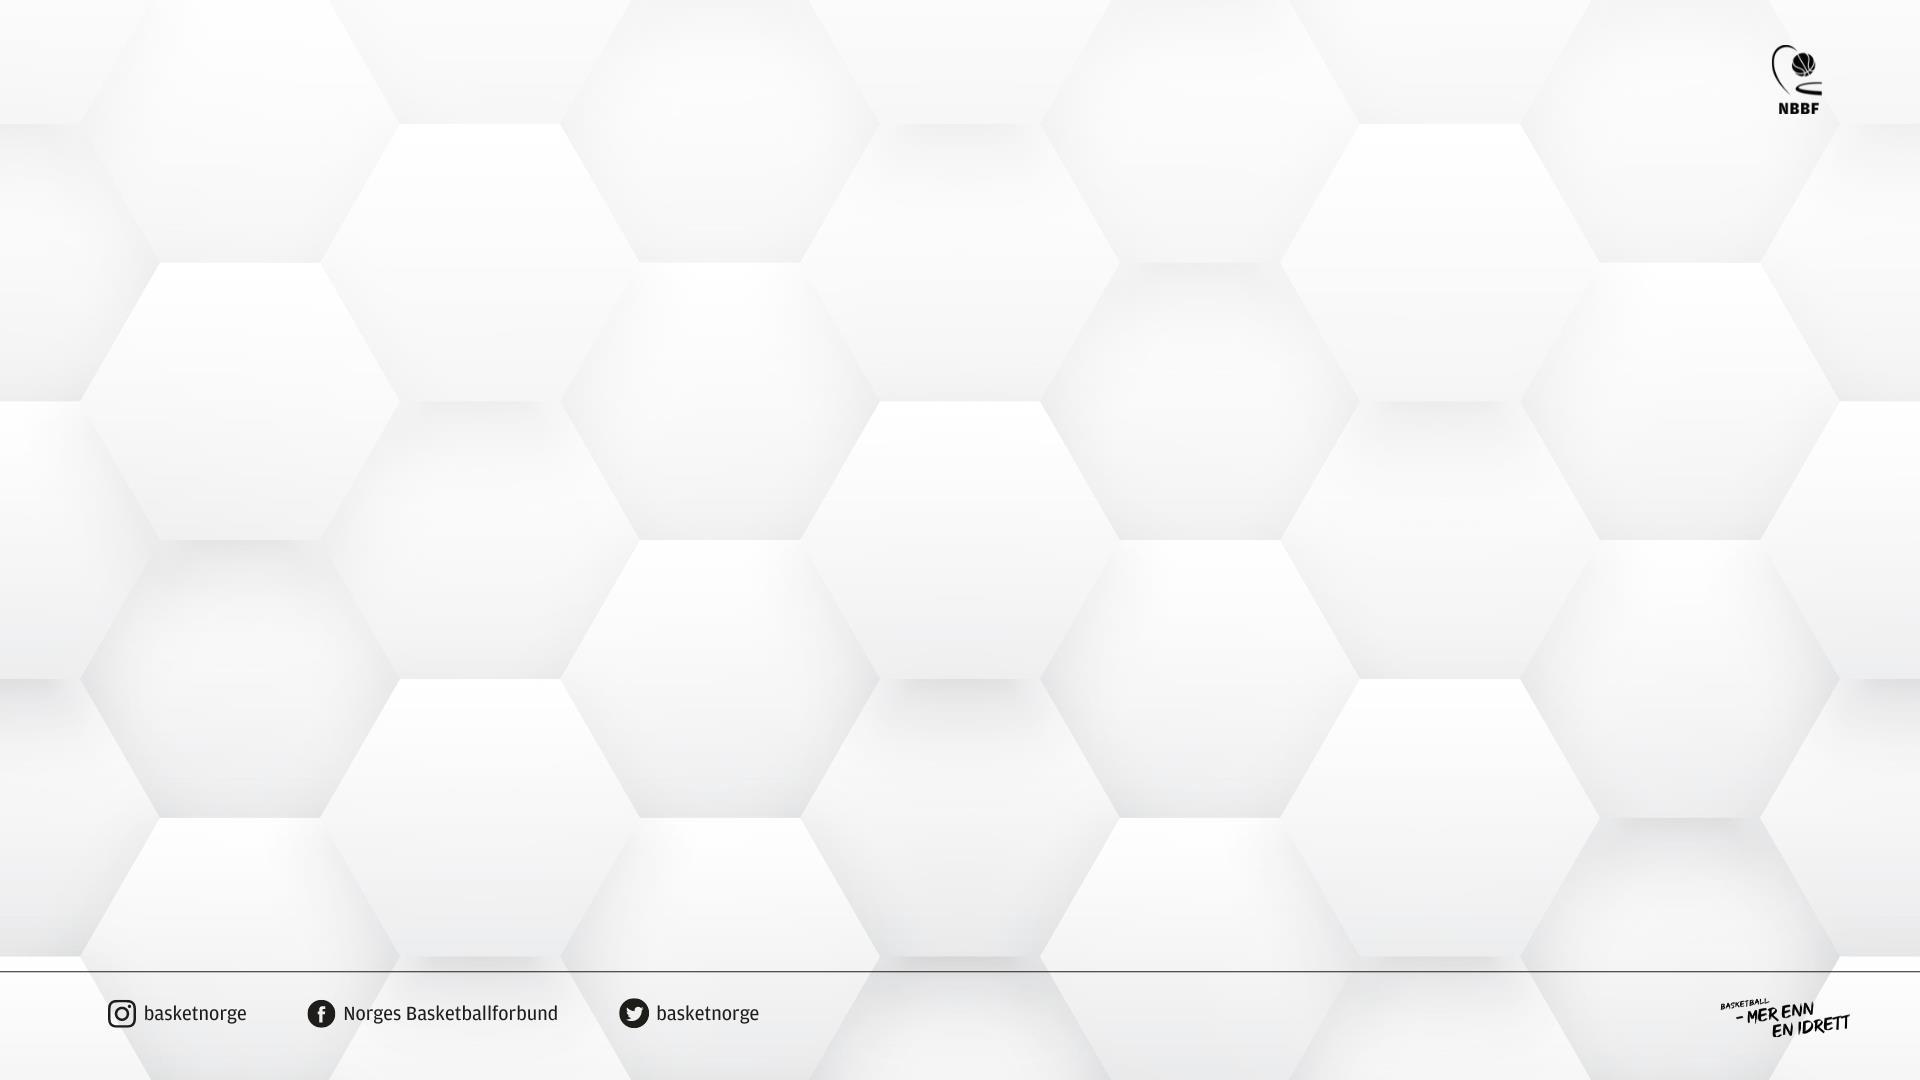 NBBF
basketnorge
Norges Basketballforbund
basketnorge
BASKETBALL
- MER ENN
EN IDRETT